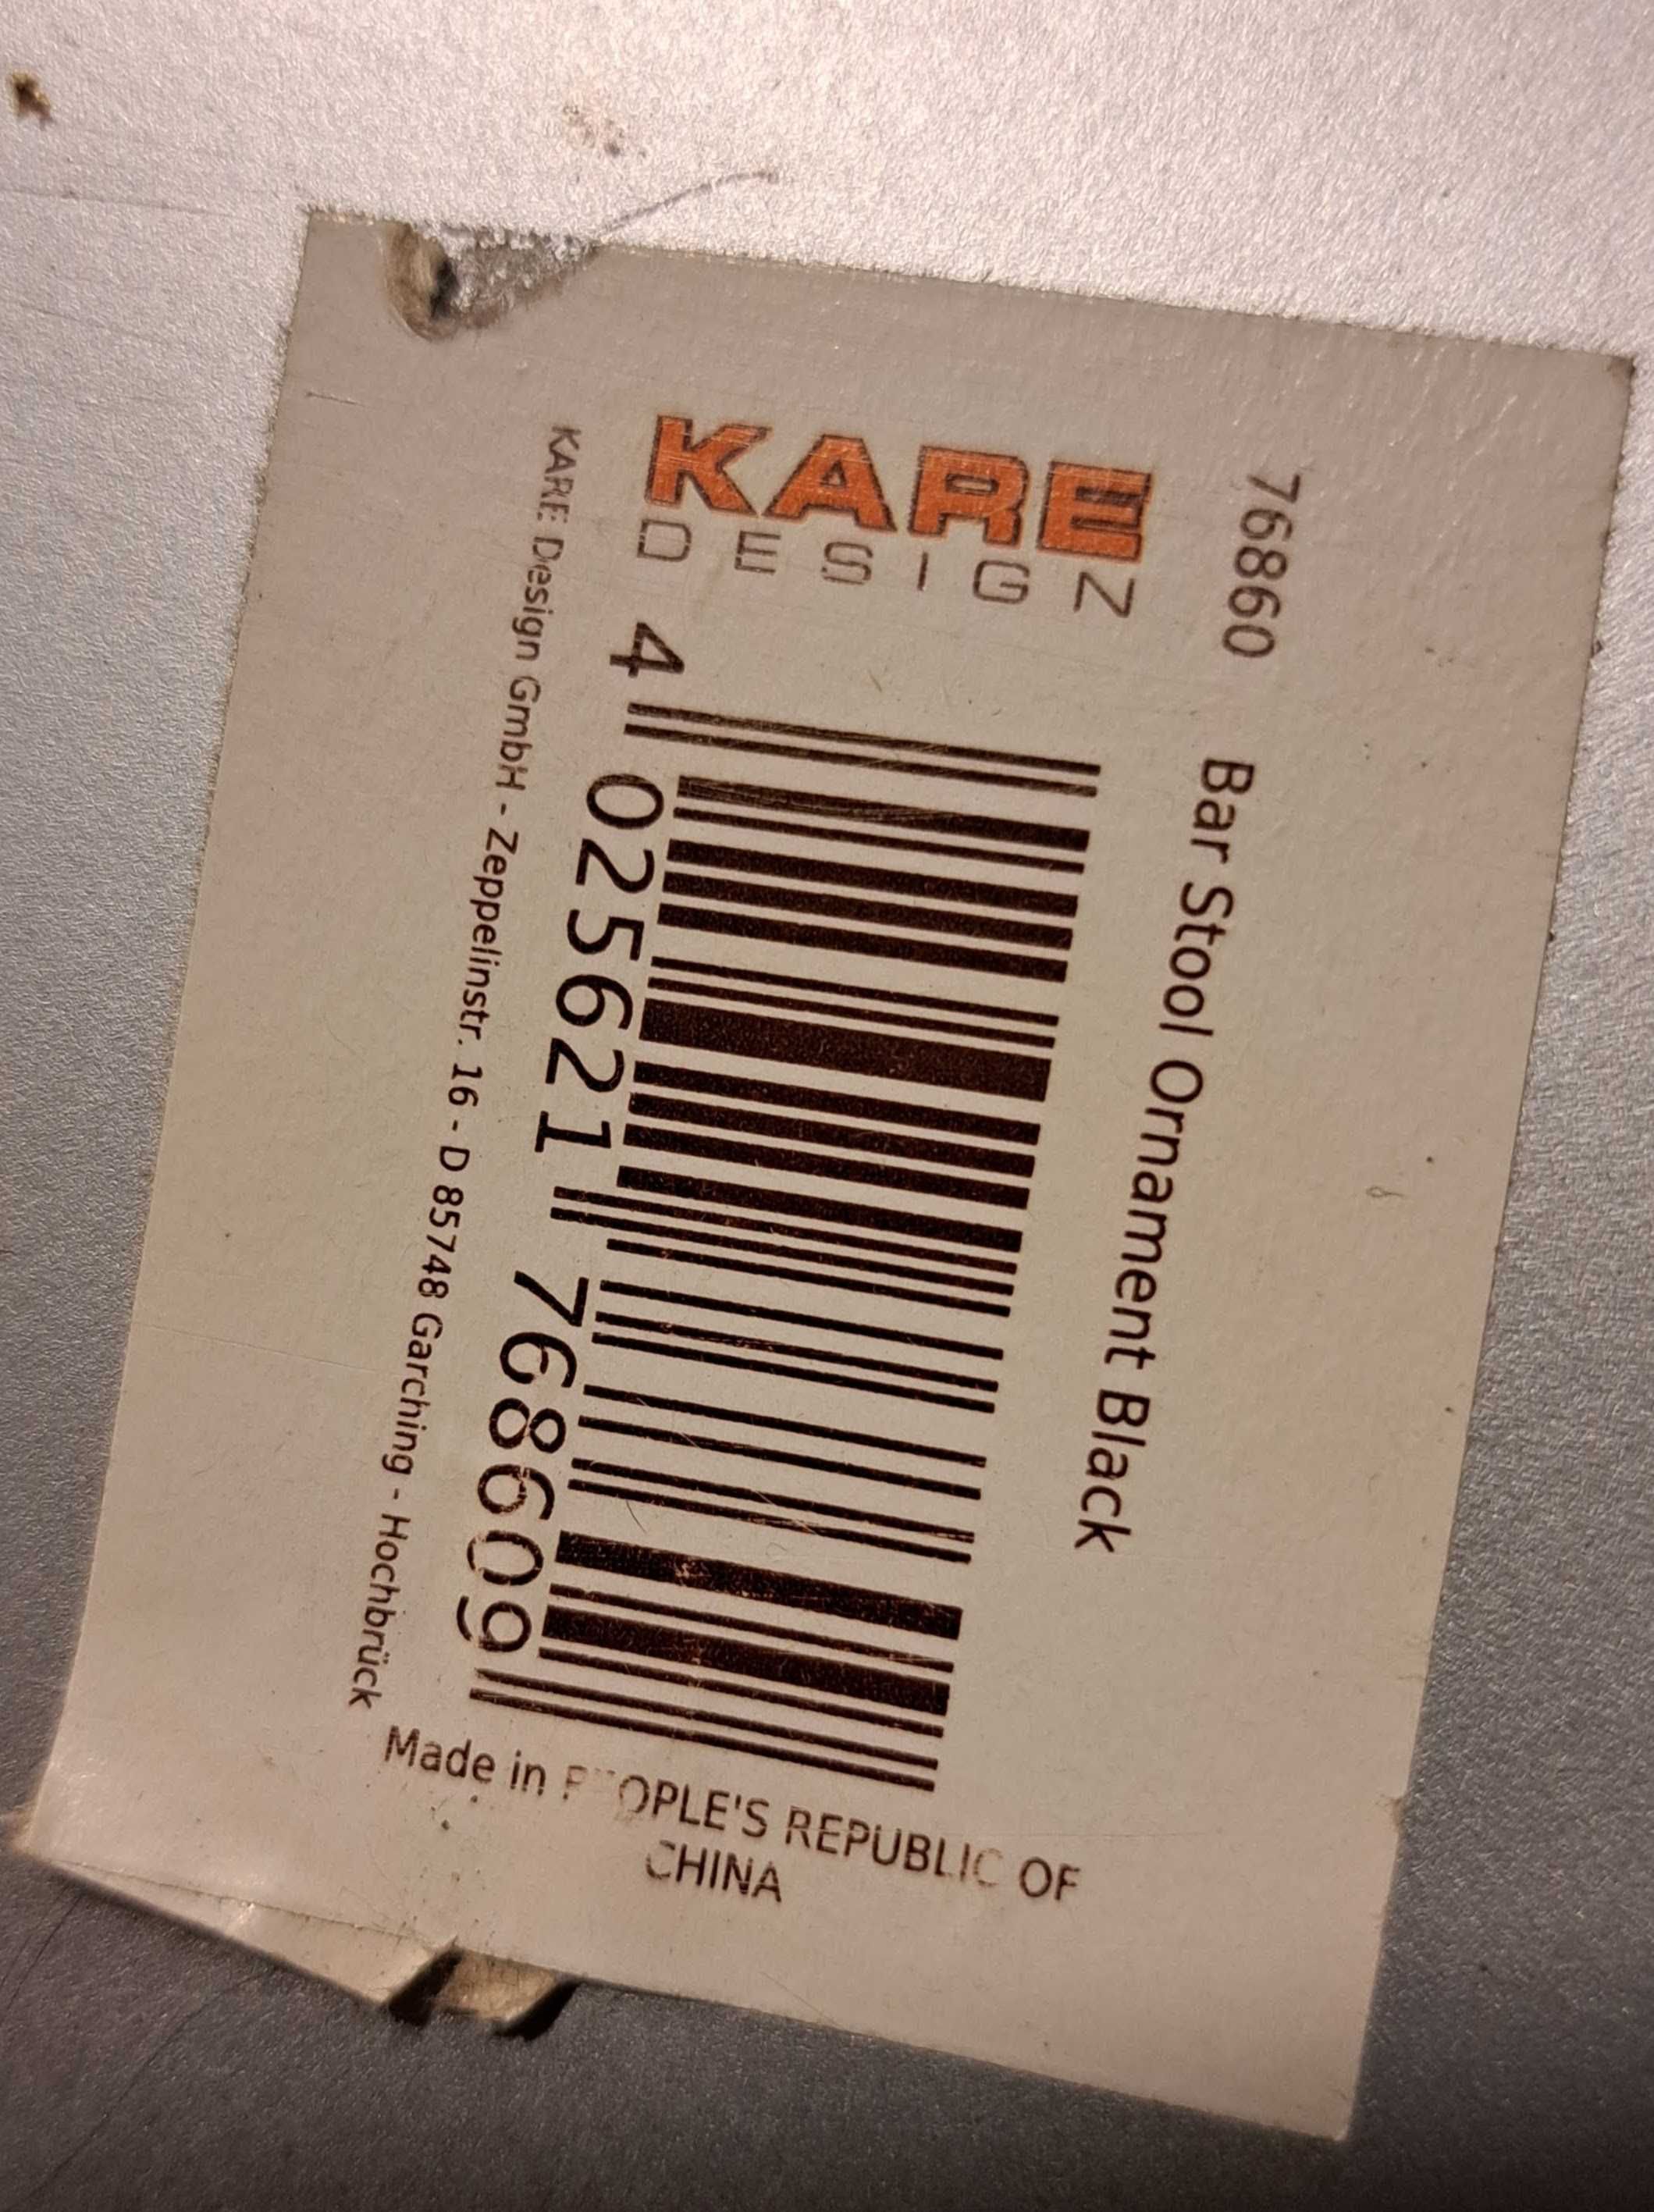 76860 Bar Stool Ornament Black
KARE
DESIGN
4 025621 768609
KARE Design GmbH - Zeppelinstr. 16 - D 85748 Garching - Hochbrück
Made in PEOPLE'S REPUBLIC OF
CHINA